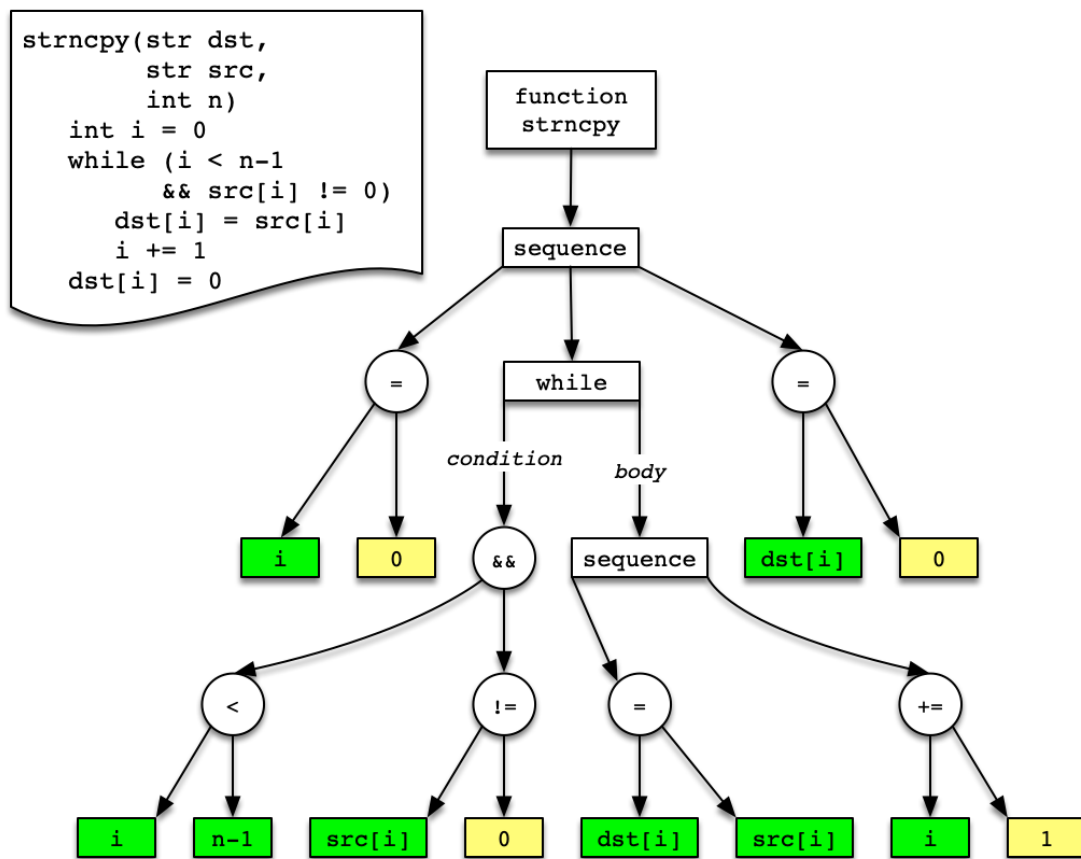 strncpy(str dst,
        str src,
        int n)
   int i = 0
   while (i < n-1
         && src[i] != 0)
      dst[i] = src[i]
      i += 1
   dst[i] = 0
function
strncpy
sequence
=
while
=
condition
body
i
0
&&
sequence
dst[i]
0
<
!=
=
+=
i
n-1
src[i]
0
dst[i]
src[i]
i
1